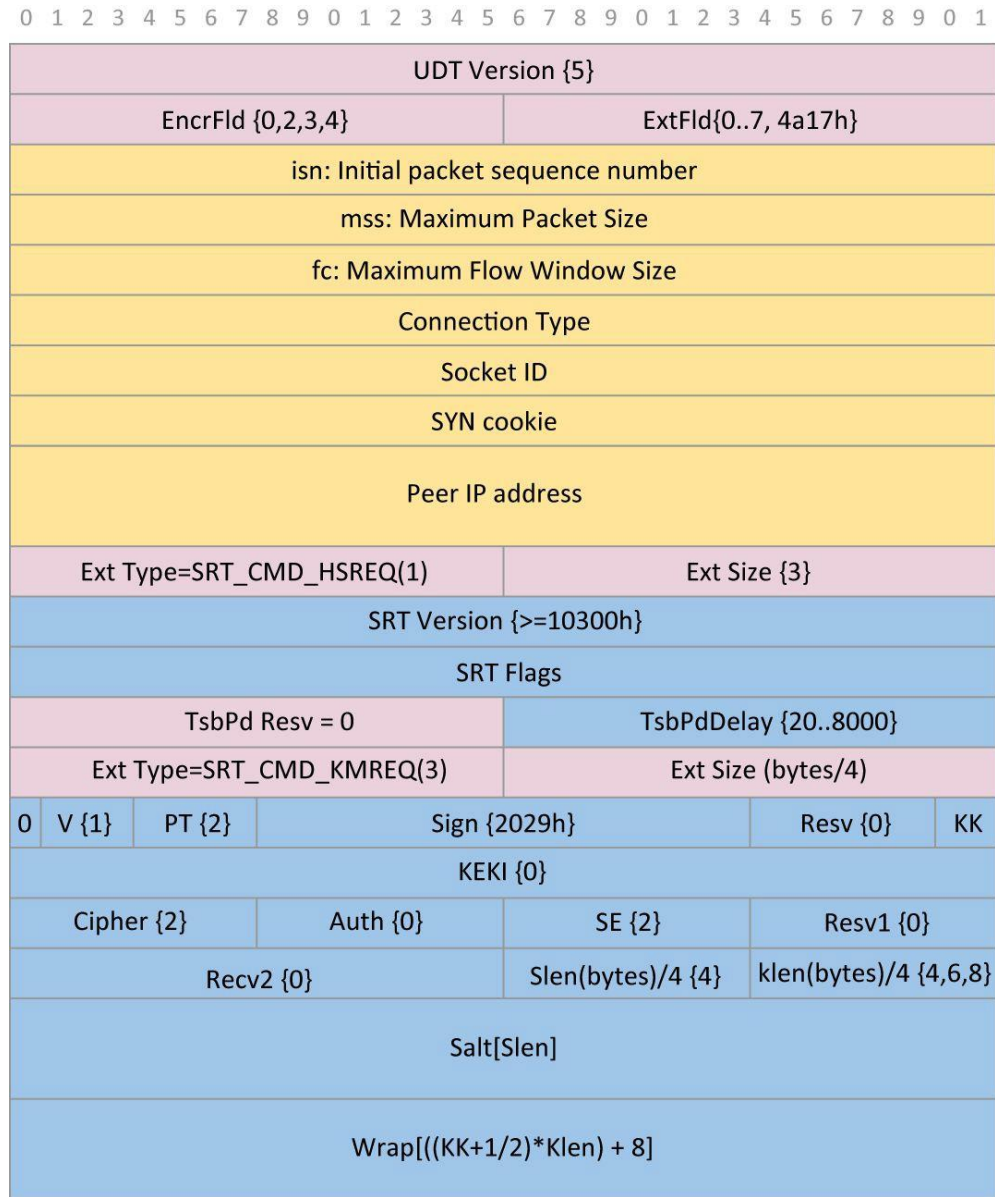 0 1 2 3 4 5 6 7 8 9 0 1 2 3 4 5 6 7 8 9 0 1 2 3 4 5 6 7 8 9 0 1
UDT Version {5}
EncrFld {0,2,3,4} ExtFld{0..7, 4a17h}
isn: Initial packet sequence number
mss: Maximum Packet Size
fc: Maximum Flow Window Size
Connection Type
Socket ID
SYN cookie
Peer IP address
Ext Type=SRT_CMD_HSREQ(1) Ext Size {3}
SRT Version {>=10300h}
SRT Flags
TsbPd Resv = 0 TsbPdDelay {20..8000}
Ext Type=SRT_CMD_KMREQ(3) Ext Size (bytes/4)
0 V {1} PT {2} Sign {2029h} Resv {0} KK
KEKI {0}
Cipher {2} Auth {0} SE {2} Resv1 {0}
Recv2 {0} Slen(bytes)/4 {4} klen(bytes)/4 {4,6,8}
Salt[Slen]
Wrap[((KK+1/2)*Klen) + 8]